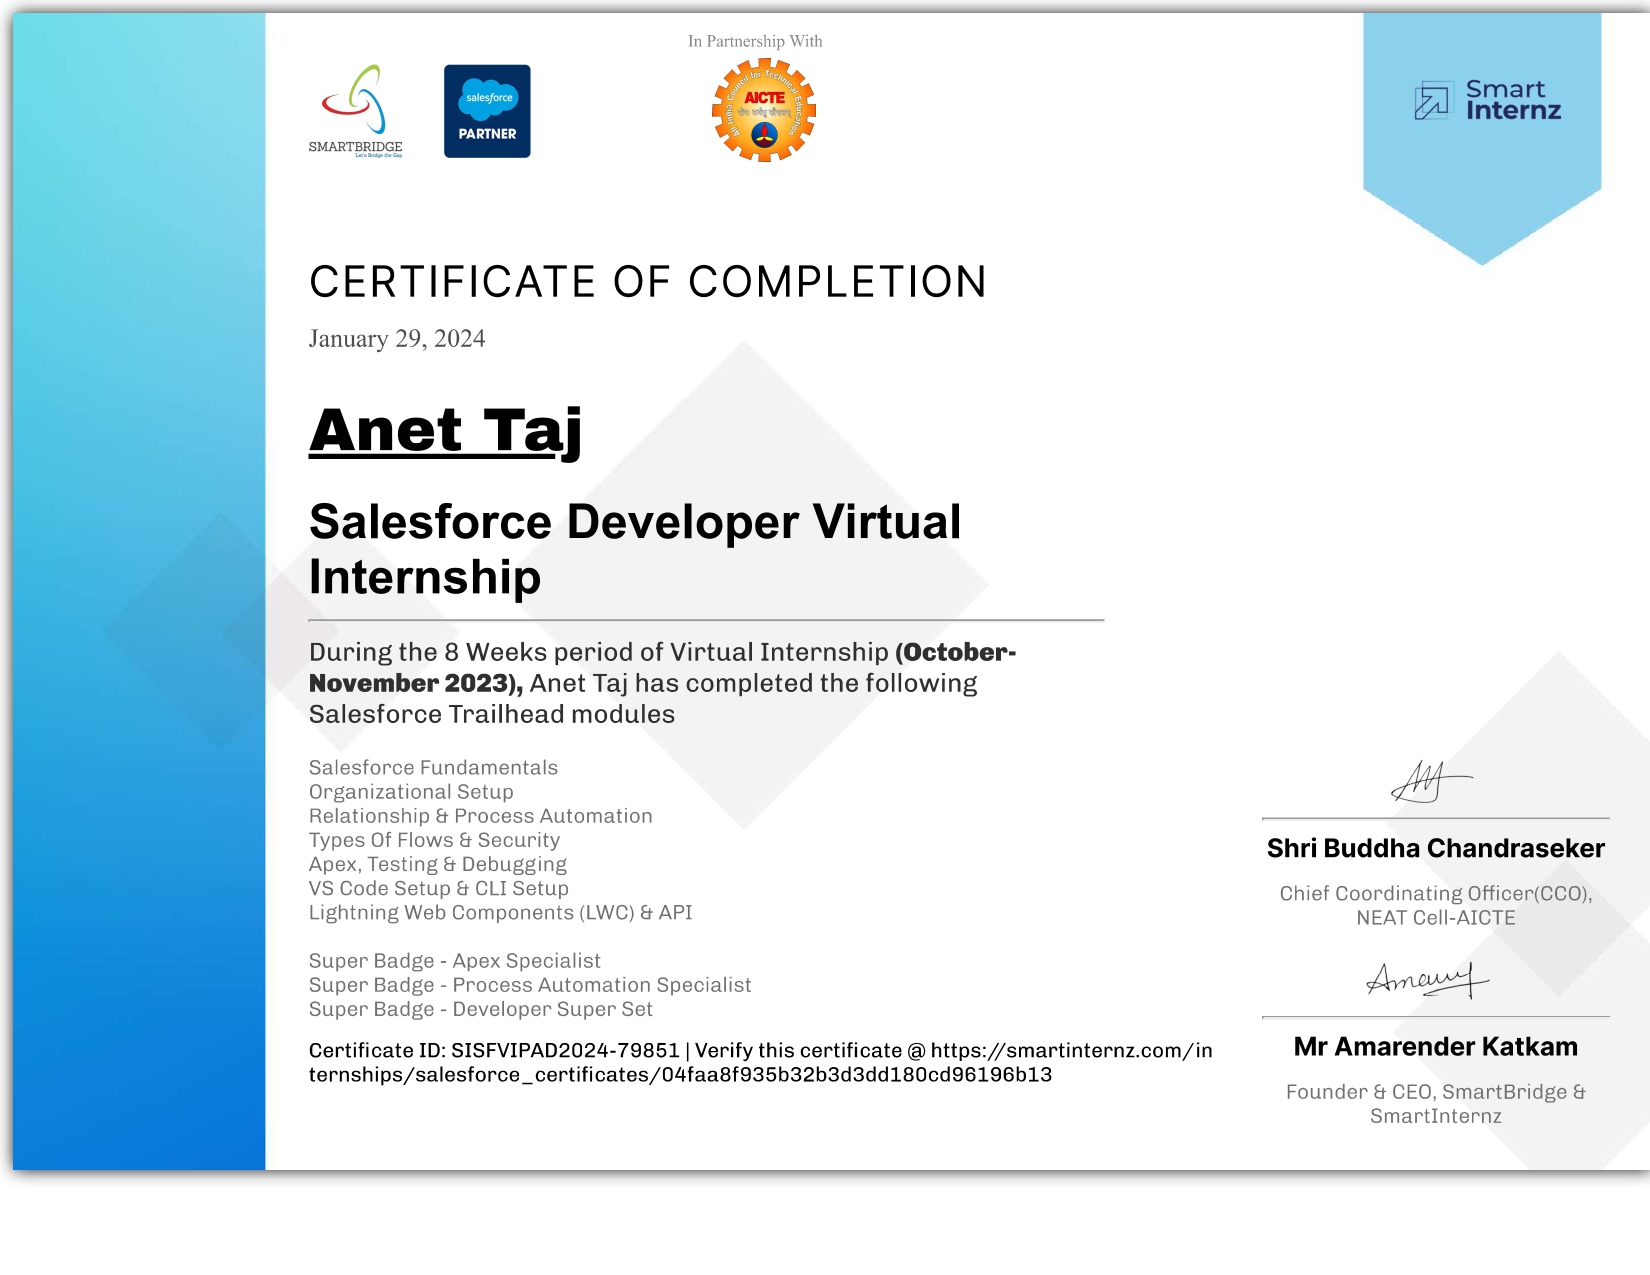 In Partnership With
SMARTBRIDGE
Let's Bridge the Gap
salesforce
PARTNER
All India Council for Technical Education
AICTE
Smart
Internz
CERTIFICATE OF COMPLETION
January 29, 2024
Anet Taj
Salesforce Developer Virtual
Internship
During the 8 Weeks period of Virtual Internship (October-
November 2023), Anet Taj has completed the following
Salesforce Trailhead modules
Salesforce Fundamentals
Organizational Setup
Relationship & Process Automation
Types Of Flows & Security
Apex, Testing & Debugging
VS Code Setup & CLI Setup
Lightning Web Components (LWC) & API
Super Badge - Apex Specialist
Super Badge - Process Automation Specialist
Super Badge - Developer Super Set
Certificate ID: SISFVIPAD2024-79851 | Verify this certificate @ https://smartinternz.com/in
ternships/salesforce_certificates/04faa8f935b32b3d3dd180cd96196b13
Shri Buddha Chandraseker
Chief Coordinating Officer(CCO),
NEAT Cell-AICTE
Mr Amarender Katkam
Founder & CEO, SmartBridge &
SmartInternz